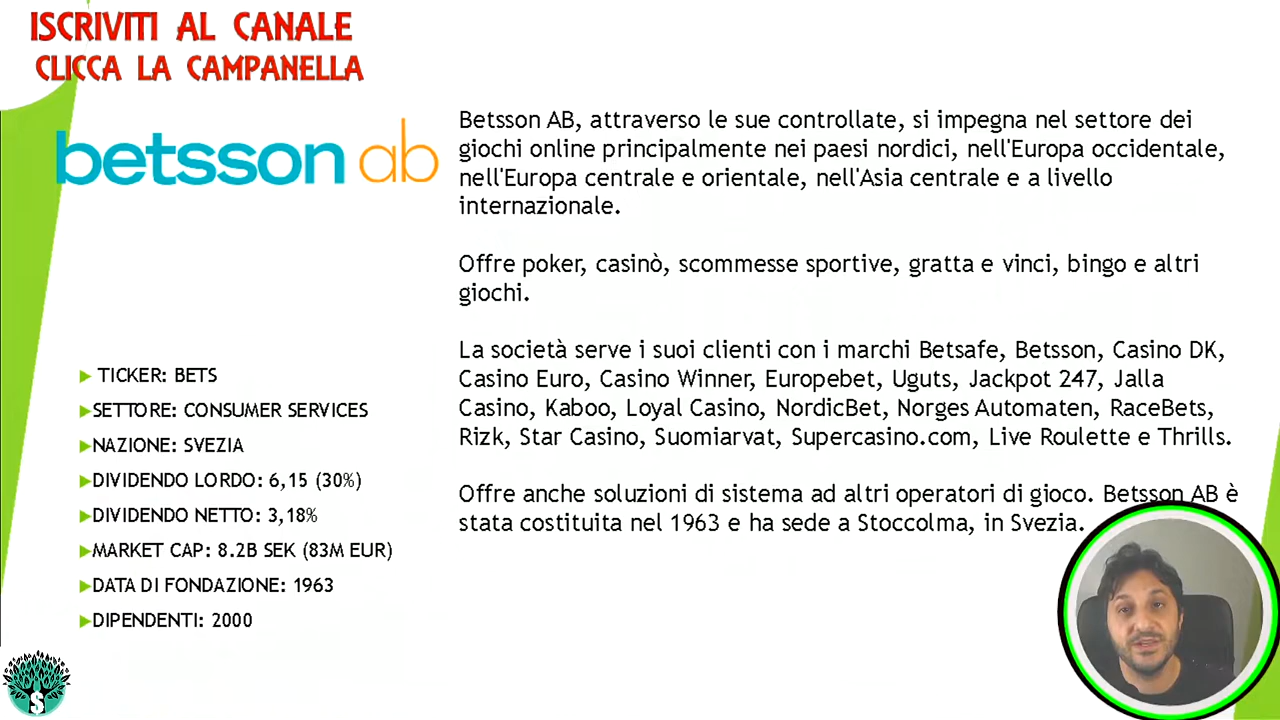 ISCRIVITI AL CANALE
CLICCA LA CAMPANELLA
betsson ab
Betsson AB, attraverso le sue controllate, si impegna nel settore dei
giochi online principalmente nei paesi nordici, nell'Europa occidentale,
nell'Europa centrale e orientale, nell'Asia centrale e a livello
internazionale.
Offre poker, casinò, scommesse sportive, gratta e vinci, bingo e altri
giochi.
La società serve i suoi clienti con i marchi Betsafe, Betsson, Casino DK,
Casino Euro, Casino Winner, Europebet, Uguts, Jackpot 247, Jalla
Casino, Kaboo, Loyal Casino, NordicBet, Norges Automaten, RaceBets,
Rizk, Star Casino, Suomiarvat, Supercasino.com, Live Roulette e Thrills.
Offre anche soluzioni di sistema ad altri operatori di gioco. Betsson AB è
stata costituita nel 1963 e ha sede a Stoccolma, in Svezia.
TICKER: BETS
SETTORE: CONSUMER SERVICES
NAZIONE: SVEZIA
DIVIDENDO LORDO: 6,15 (30%)
DIVIDENDO NETTO: 3,18%
MARKET CAP: 8.2B SEK (83M EUR)
DATA DI FONDAZIONE: 1963
DIPENDENTI: 2000
$